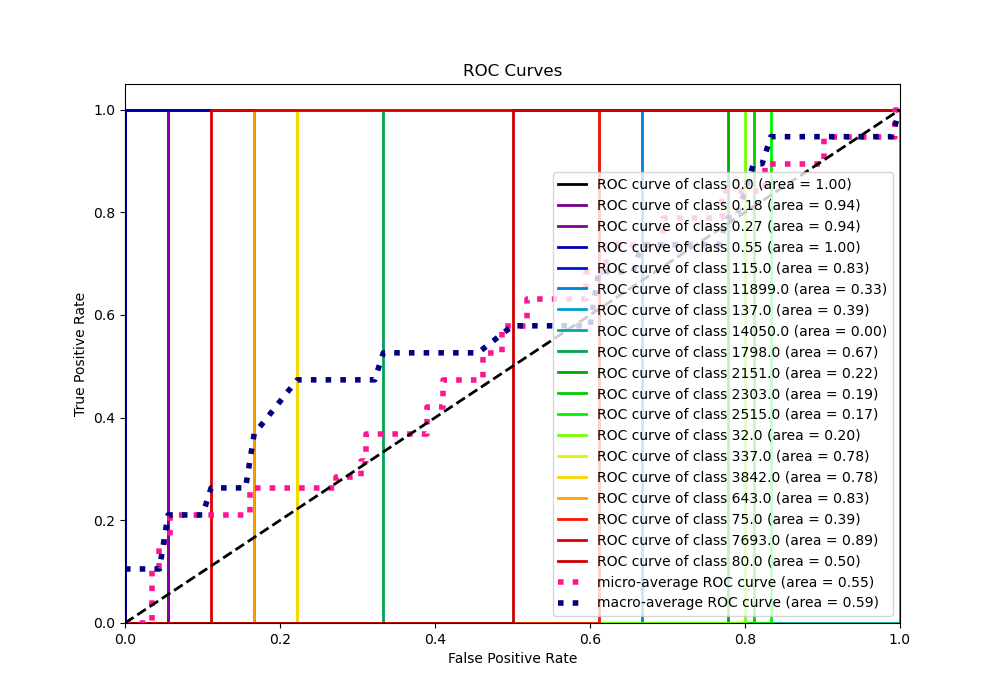 ROC Curves
True Positive Rate
1.0
0.8
0.6
0.4
0.2
0.0
ROC curve of class 0.0 (area = 1.00)
ROC curve of class 0.18 (area = 0.94)
ROC curve of class 0.27 (area = 0.94)
ROC curve of class 0.55 (area = 1.00)
ROC curve of class 115.0 (area = 0.83)
ROC curve of class 11899.0 (area = 0.33)
ROC curve of class 137.0 (area = 0.39)
ROC curve of class 14050.0 (area = 0.00)
ROC curve of class 1798.0 (area = 0.67)
ROC curve of class 2151.0 (area = 0.22)
ROC curve of class 2303.0 (area = 0.19)
ROC curve of class 2515.0 (area = 0.17)
ROC curve of class 32.0 (area = 0.20)
ROC curve of class 337.0 (area = 0.78)
ROC curve of class 3842.0 (area = 0.78)
ROC curve of class 643.0 (area = 0.83)
ROC curve of class 75.0 (area = 0.39)
ROC curve of class 7693.0 (area = 0.89)
ROC curve of class 80.0 (area = 0.50)
micro-average ROC curve (area = 0.55)
macro-average ROC curve (area = 0.59)
0.0 0.2 0.4 0.6 0.8 1.0
False Positive Rate